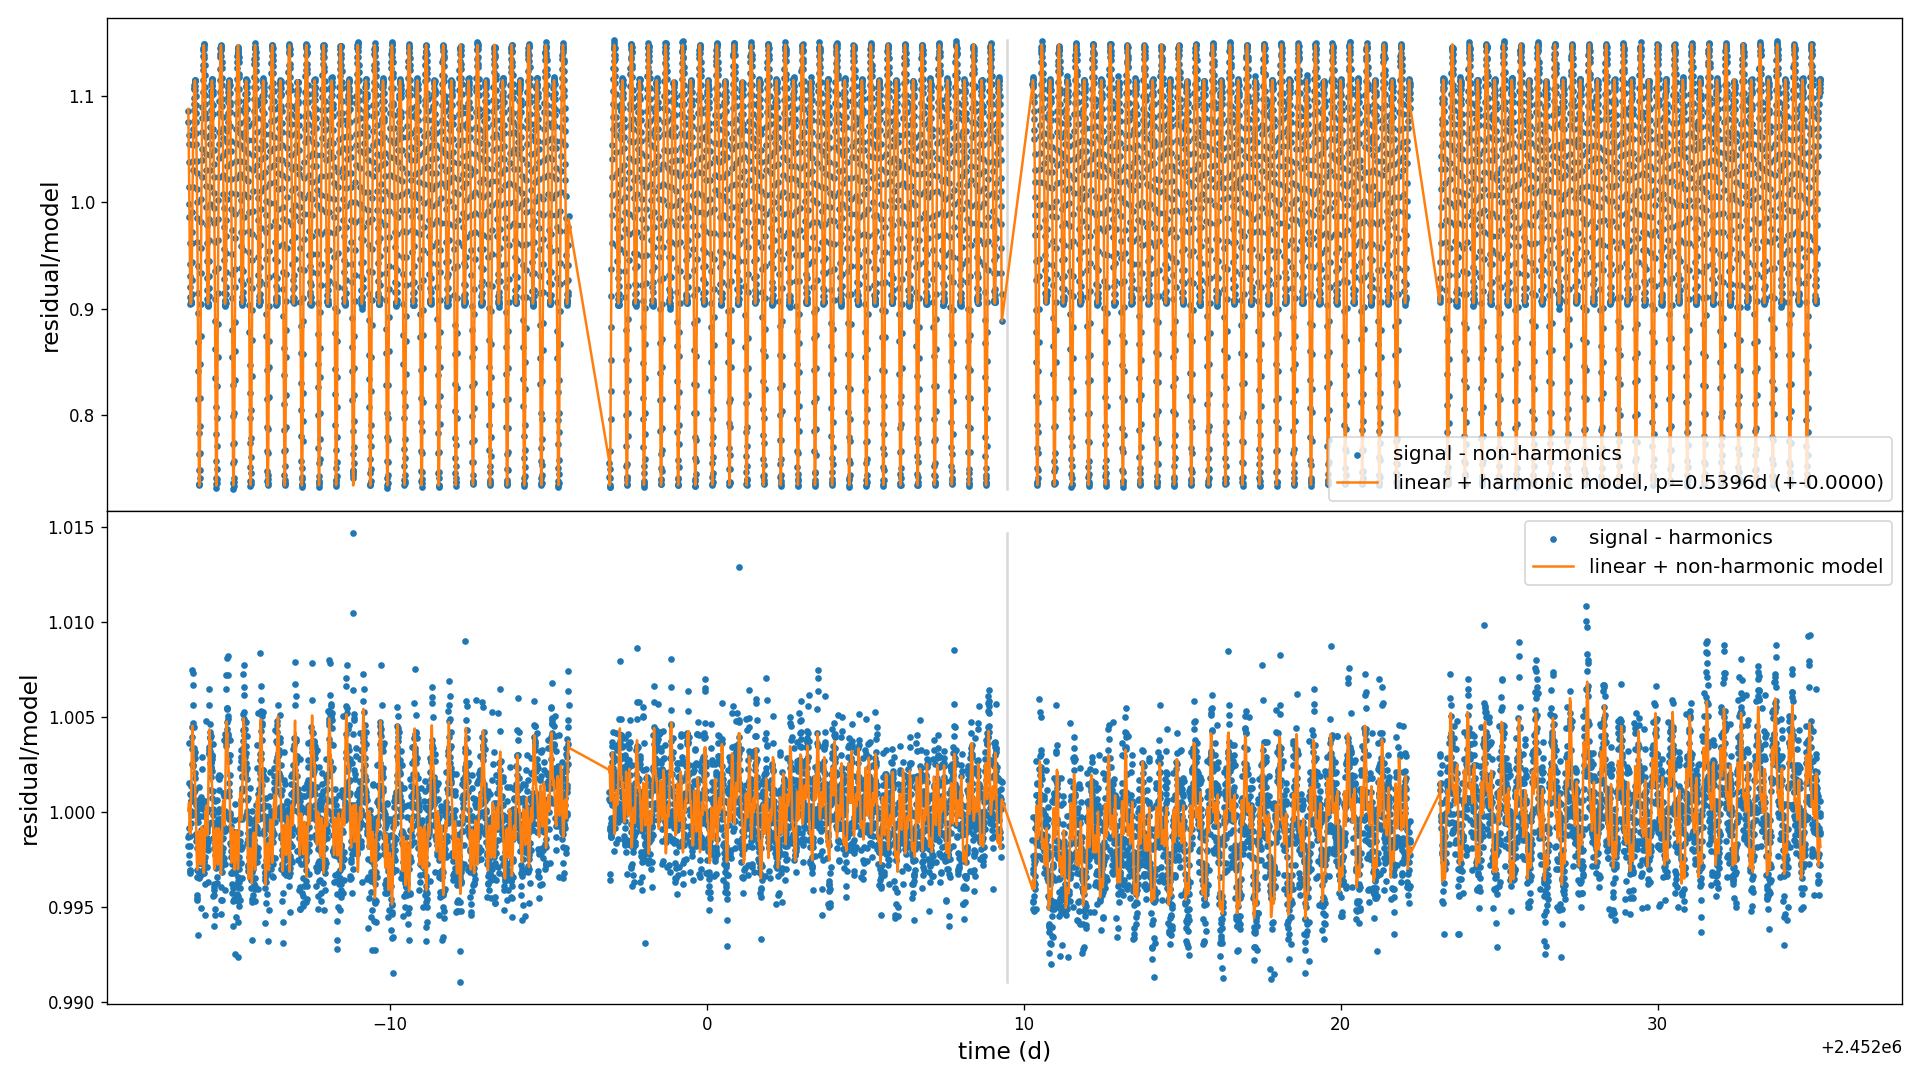 residual/model
1.1
1.0
0.9
0.8
signal - non-harmonics
linear + harmonic model, p=0.5396d (+-0.0000)
residual/model
1.015
1.010
1.005
1.000
0.995
0.990
signal - harmonics
linear + non-harmonic model
−10
0
10
20
30
time (d)
+2.452e6